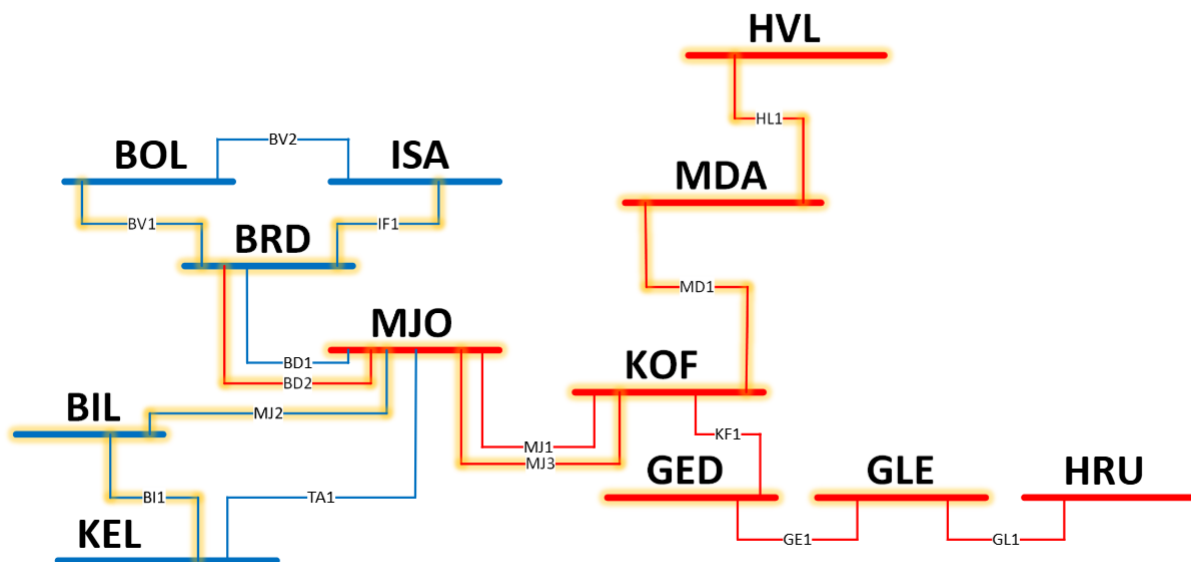 HVL
HL1
BV2
BOL
ISA
MDA
BV1
IF1
BRD
MD1
MJO
BD1
KOF
BD2
BIL
MJ2
KF1
MJ1
MJ3
GED
GLE
HRU
BI1
TA1
KEL
GE1
GL1